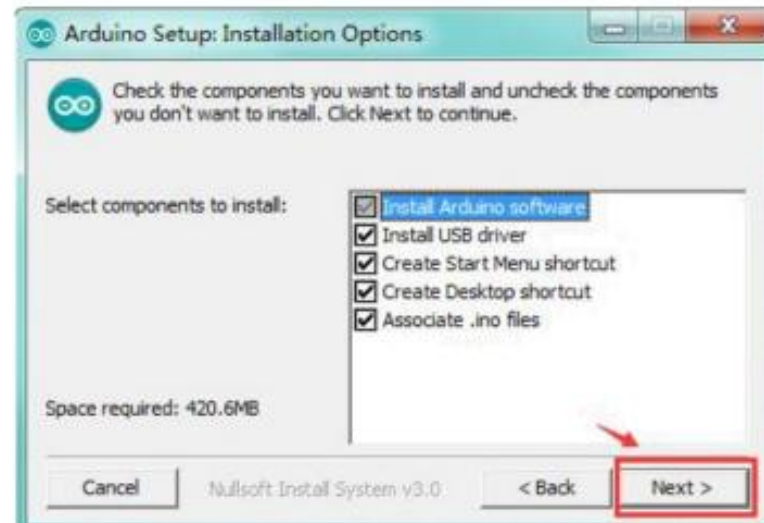 Arduino Setup: Installation Options
Check the components you want to install and uncheck the components
you don't want to install. Click Next to continue.
Select components to install:
Install Arduino software
Install USB driver
Create Start Menu shortcut
Create Desktop shortcut
Associate .ino files
Space required: 420.6MB
Cancel
Nullsoft Install System v3.0
< Back
Next >